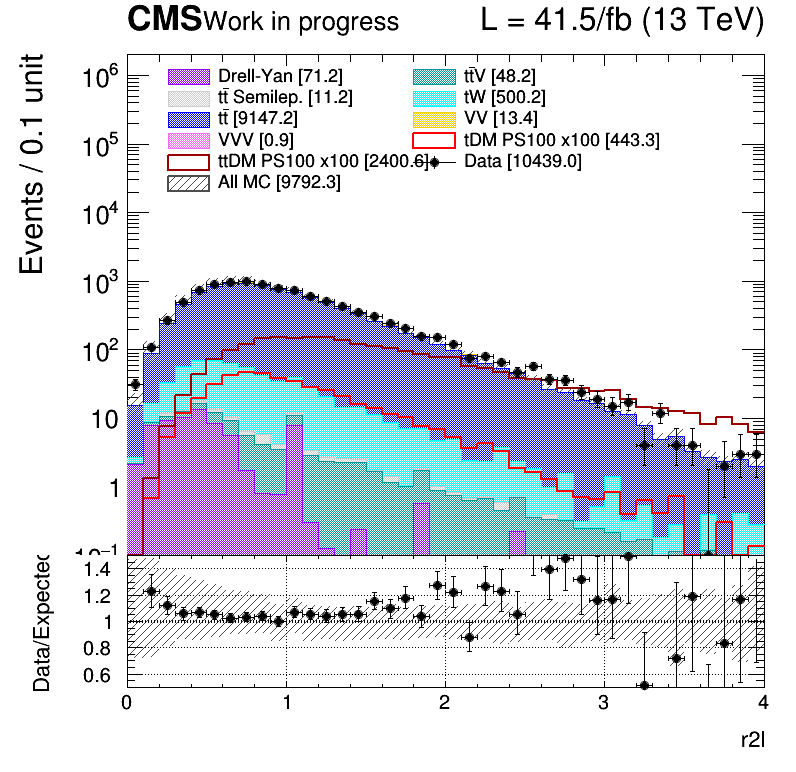 CMS Work in progress L = 41.5/fb (13 TeV)
Events / 0.1 unit
10⁶
10⁵
10⁴
10³
10²
10
1
10⁻¹
Drell-Yan [71.2] tt̄V [48.2]
tt̄ Semilep. [11.2] tW [500.2]
tt̄ [9147.2] VV [13.4]
VVV [0.9] tDM PS100 x100 [443.3]
ttDM PS100 x100 [2400.6] Data [10439.0]
All MC [9792.3]
Data/Expected
1.4
1.2
1
0.8
0.6
0 1 2 3 4
r2l